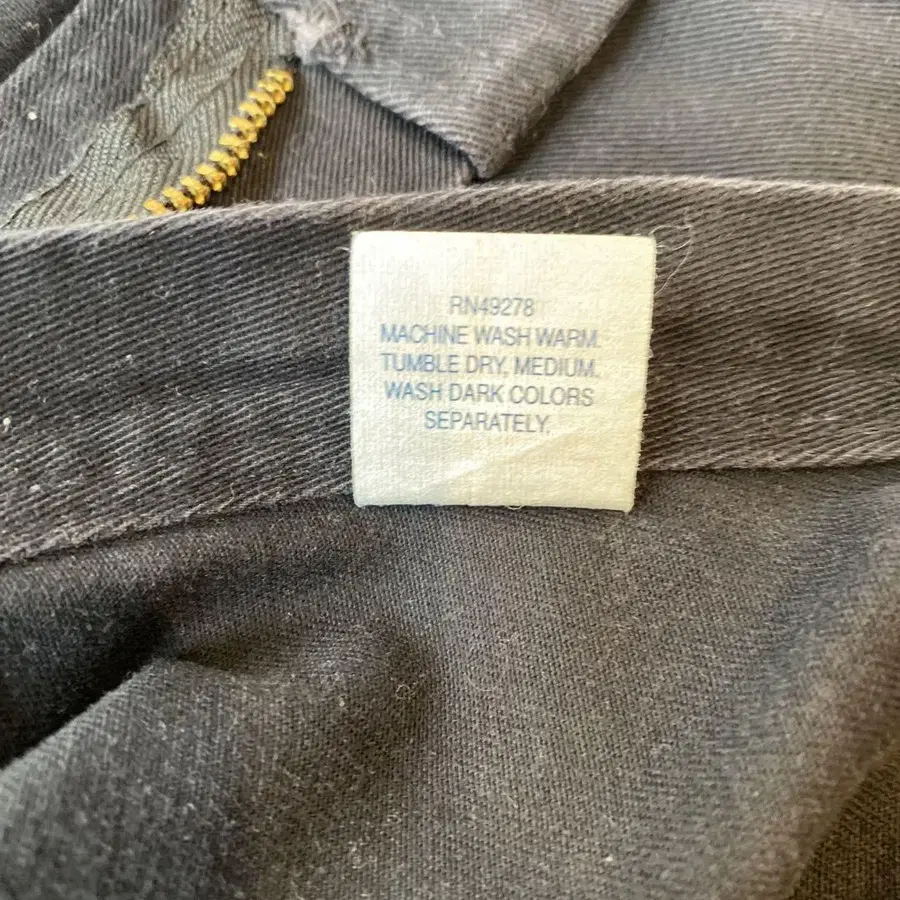 RN49278
MACHINE WASH WARM.
TUMBLE DRY, MEDIUM.
WASH DARK COLORS
SEPARATELY.